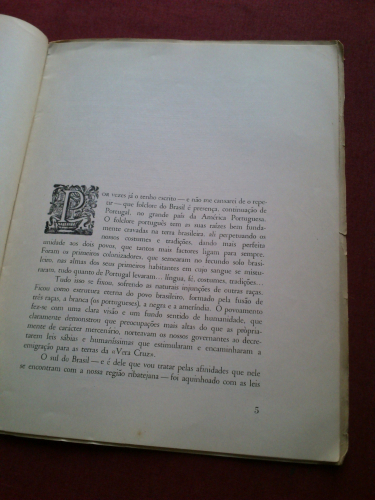 POR vezes já o tenho escrito — e não me cansarei de o repe-
tir — que folclore do Brasil é presença, continuação de
Portugal, no grande país da América Portuguesa.
O folclore português tem as suas raízes bem funda-
mente cravadas na terra brasileira, ali perpetuando os
nossos costumes e tradições, dando mais perfeita
unidade aos dois povos, que tantos mais factores ligam para sempre.
Foram os primeiros colonizadores, que semearam no fecundo solo brasi-
leiro, nas almas dos seus primeiros habitantes em cujo sangue se mistu-
raram, tudo quanto de Portugal levaram... língua, fé, costumes, tradições...
Tudo isso se fixou, sofrendo as naturais injunções de outras raças.
Ficou como estrutura eterna do povo brasileiro, formado pela fusão de
três raças, a branca (os portugueses), a negra e a ameríndia. O povoamento
fez-se com uma clara visão e um fundo sentido de humanidade, que
claramente demonstram que preocupações mais altas do que as pròpria-
mente de carácter mercenário, norteavam os nossos governantes ao decre-
tarem leis sábias e humaníssimas que estimularam e encaminharam a
emigração para as terras da «Vera Cruz».
O sul do Brasil — e é dele que vou tratar pelas afinidades que nele
se encontram com a nossa região ribatejana — foi aquinhoado com as leis
5